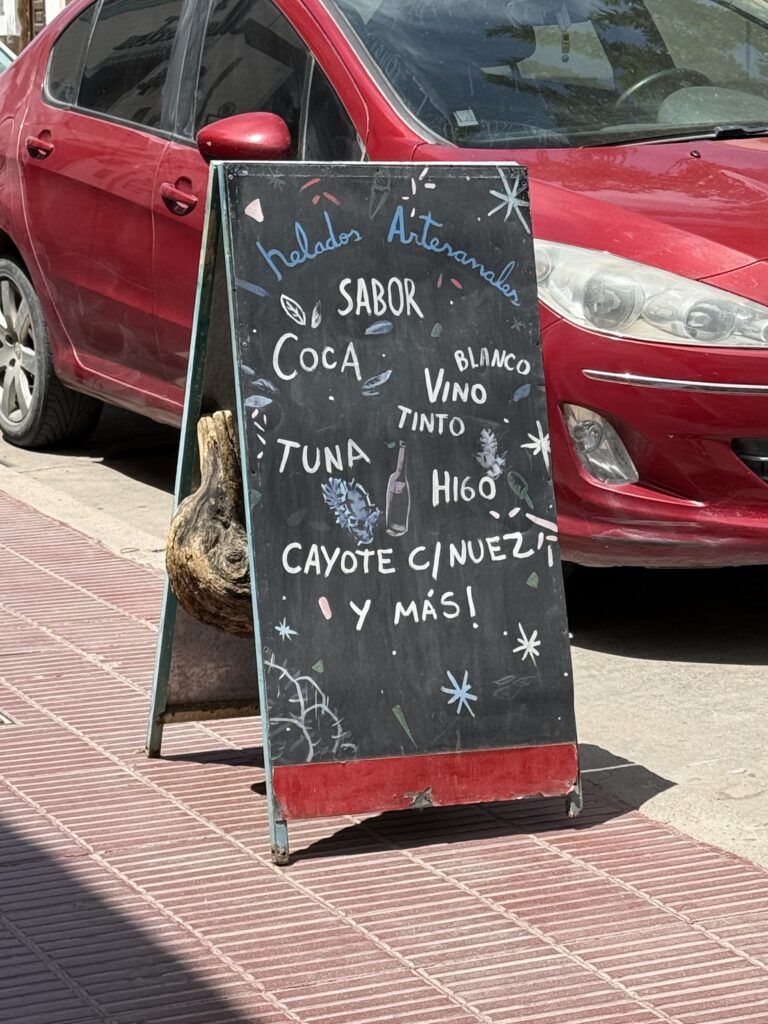 helados Artesanales
SABOR
COCA
BLANCO
VINO
TINTO
TUNA
HIGO
CAYOTE C/NUEZ
Y MÁS!